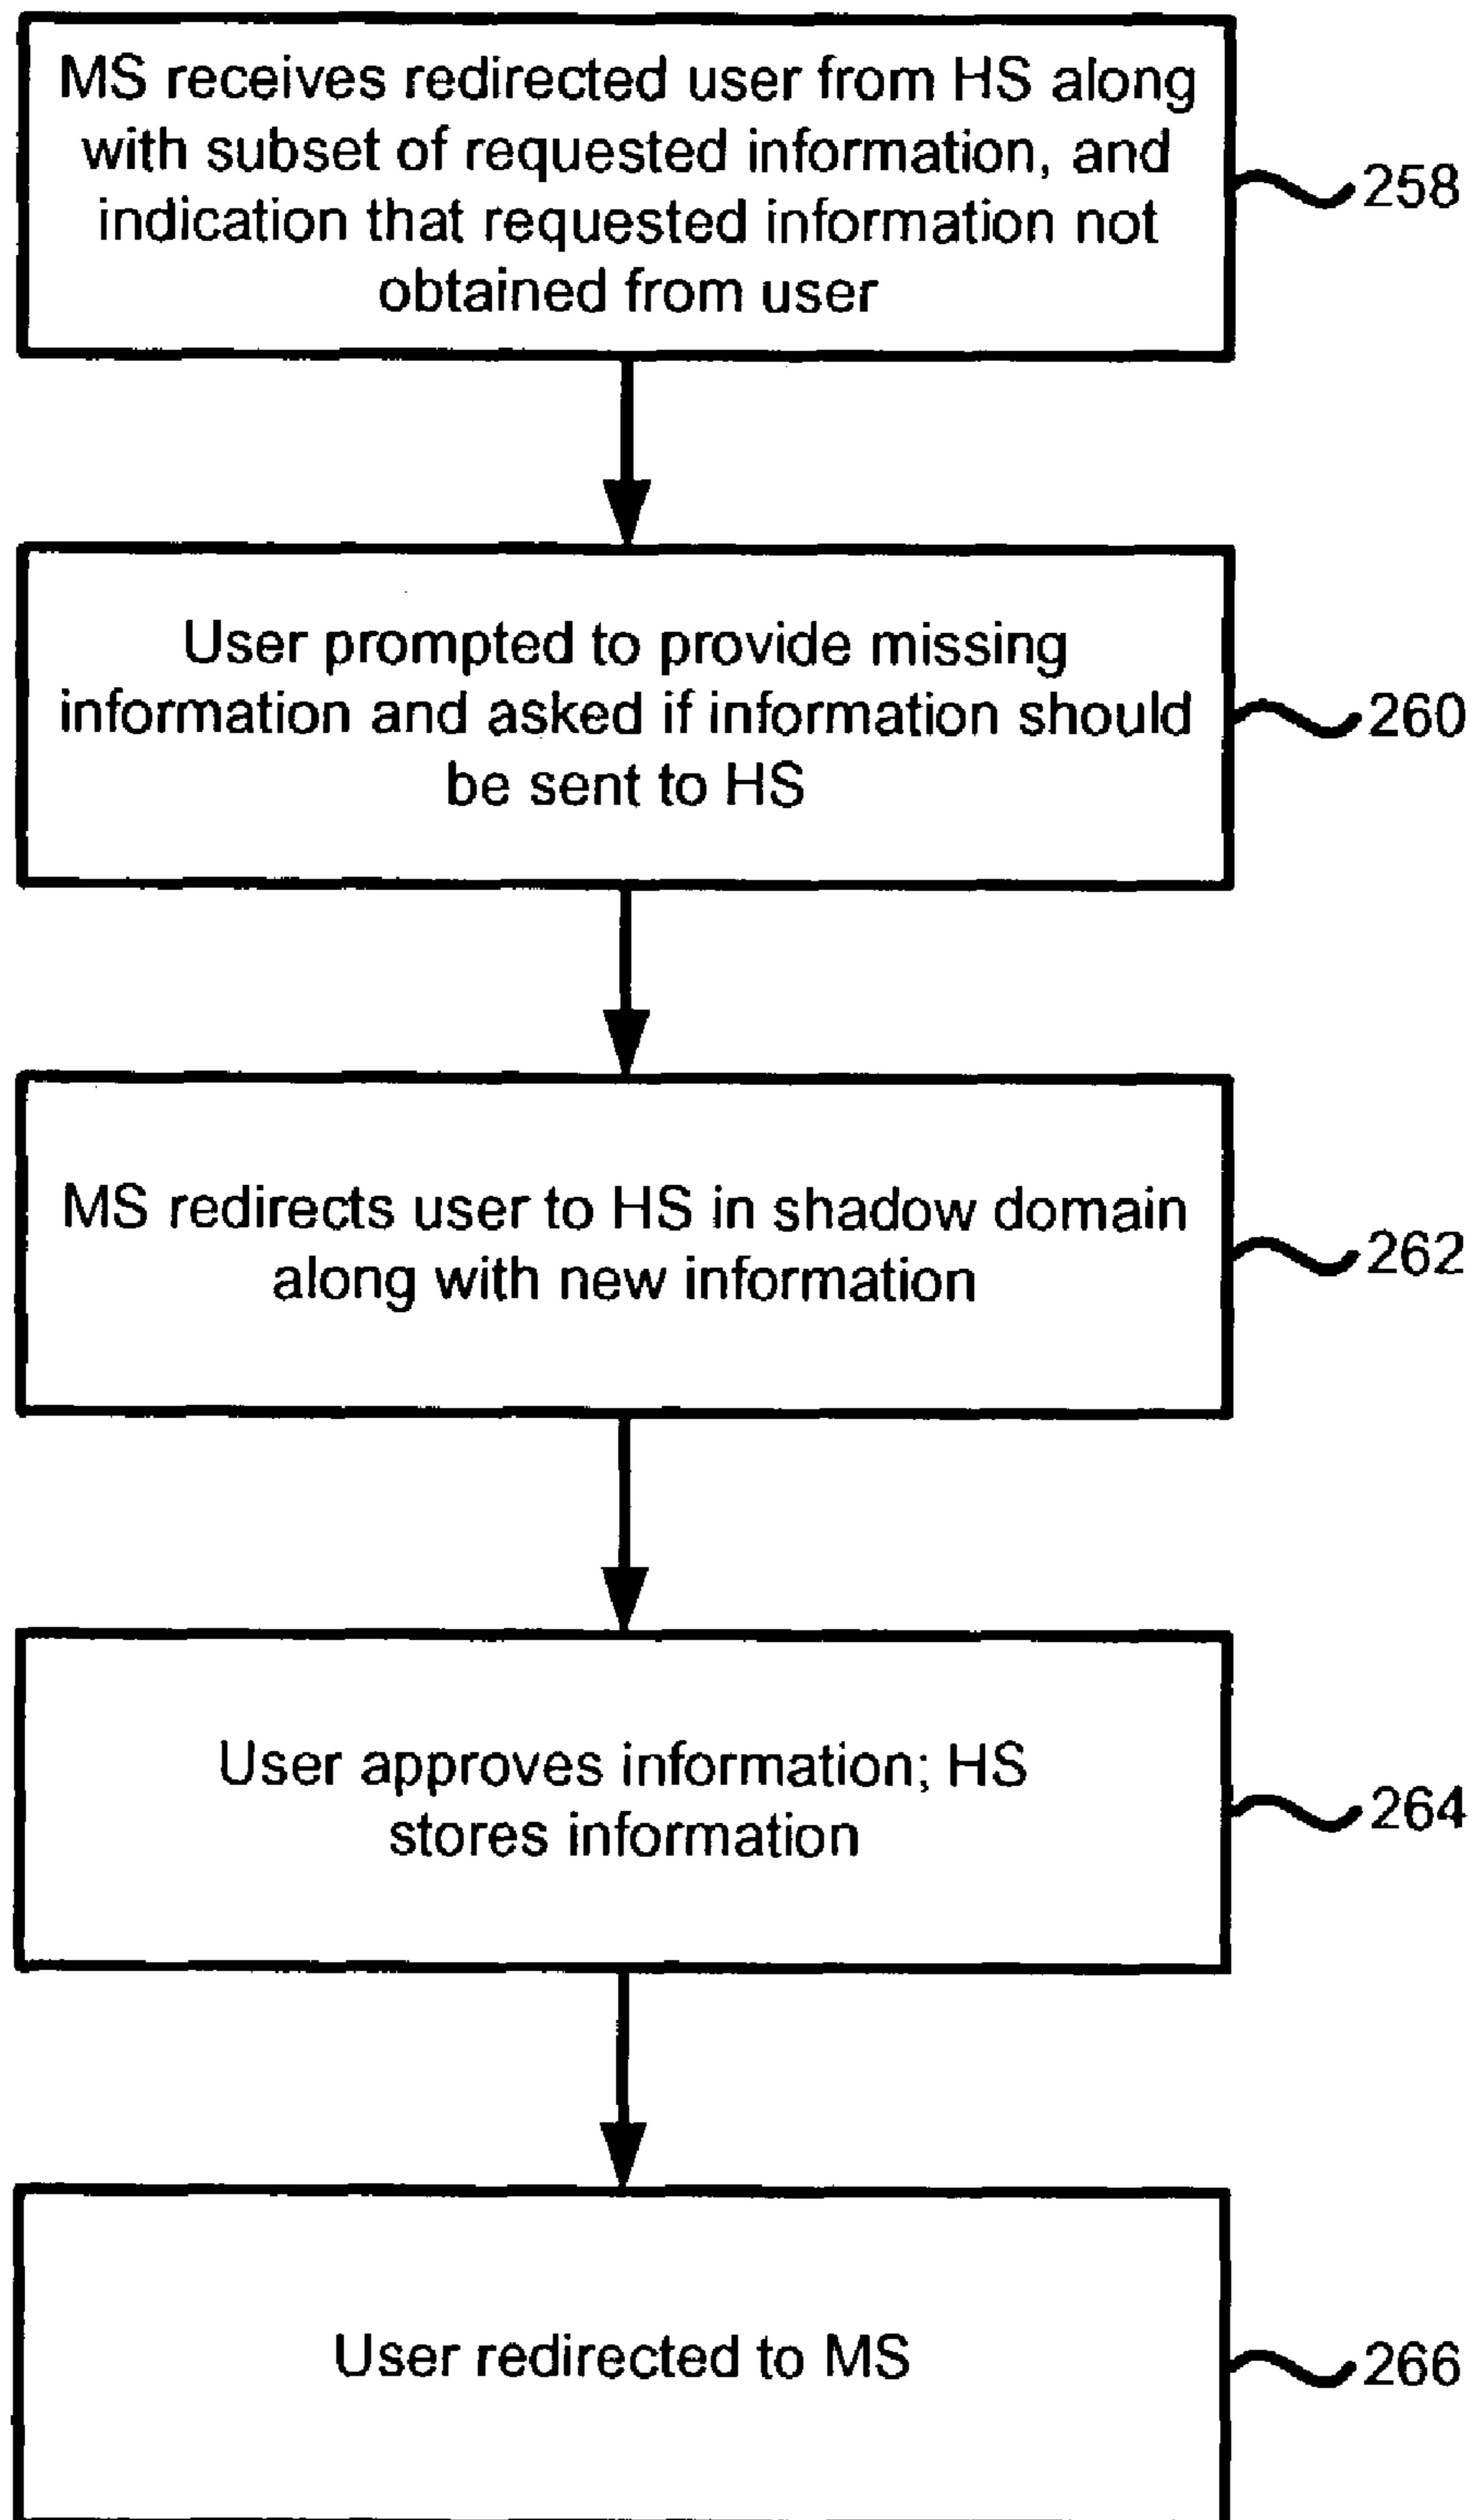 MS receives redirected user from HS along
with subset of requested information, and
indication that requested information not
obtained from user
258
User prompted to provide missing
information and asked if information should
be sent to HS
260
MS redirects user to HS in shadow domain
along with new information
262
User approves information; HS
stores information
264
User redirected to MS
266